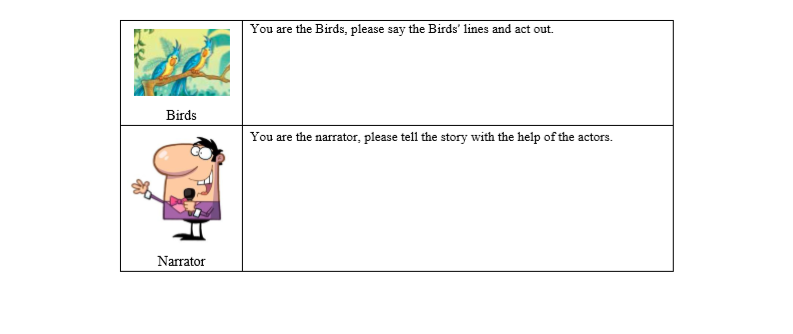 You are the Birds, please say the Birds' lines and act out.
Birds
You are the narrator, please tell the story with the help of the actors.
Narrator